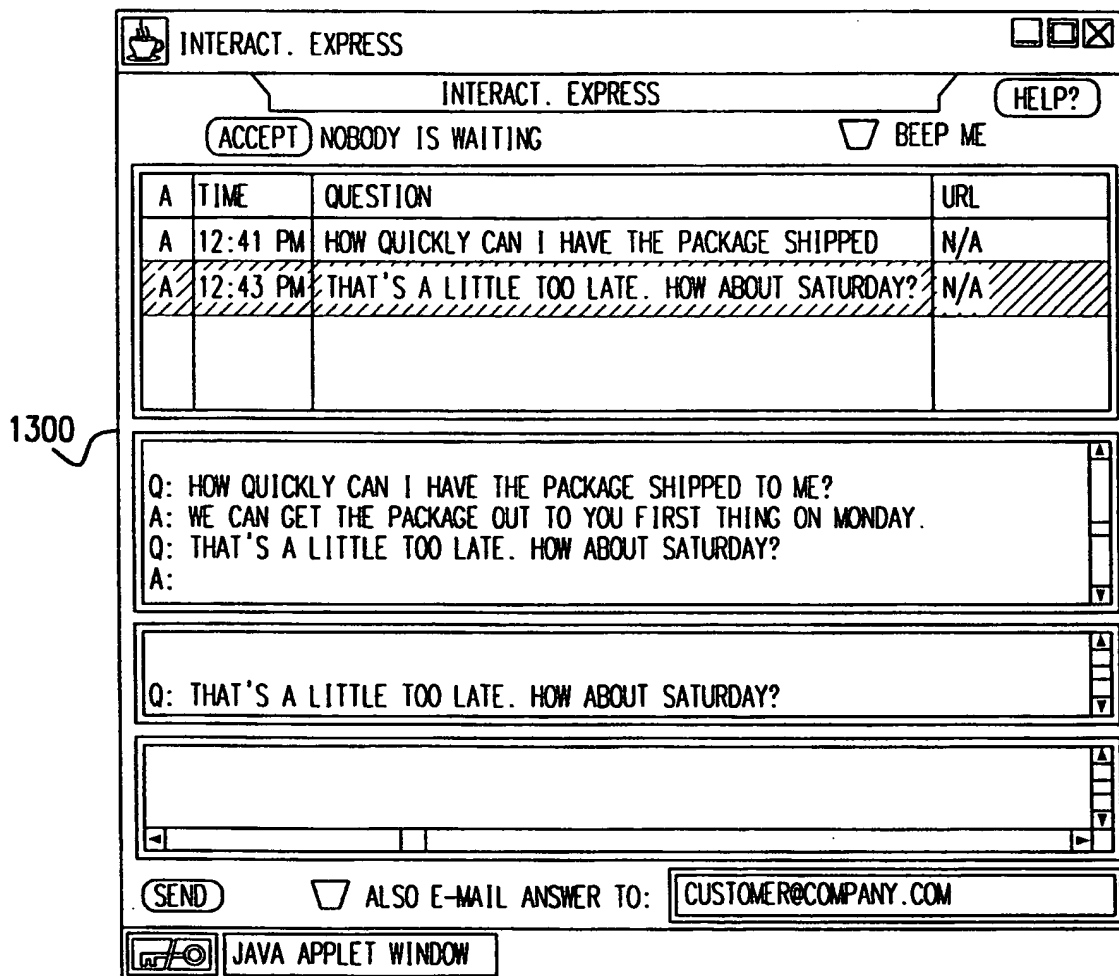 INTERACT. EXPRESS
INTERACT. EXPRESS
HELP?
ACCEPT NOBODY IS WAITING BEEP ME
A TIME QUESTION URL
A 12:41 PM HOW QUICKLY CAN I HAVE THE PACKAGE SHIPPED N/A
A 12:43 PM THAT'S A LITTLE TOO LATE. HOW ABOUT SATURDAY? N/A
1300
Q: HOW QUICKLY CAN I HAVE THE PACKAGE SHIPPED TO ME?
A: WE CAN GET THE PACKAGE OUT TO YOU FIRST THING ON MONDAY.
Q: THAT'S A LITTLE TOO LATE. HOW ABOUT SATURDAY?
A:
Q: THAT'S A LITTLE TOO LATE. HOW ABOUT SATURDAY?
SEND ALSO E-MAIL ANSWER TO: CUSTOMER@COMPANY.COM
JAVA APPLET WINDOW